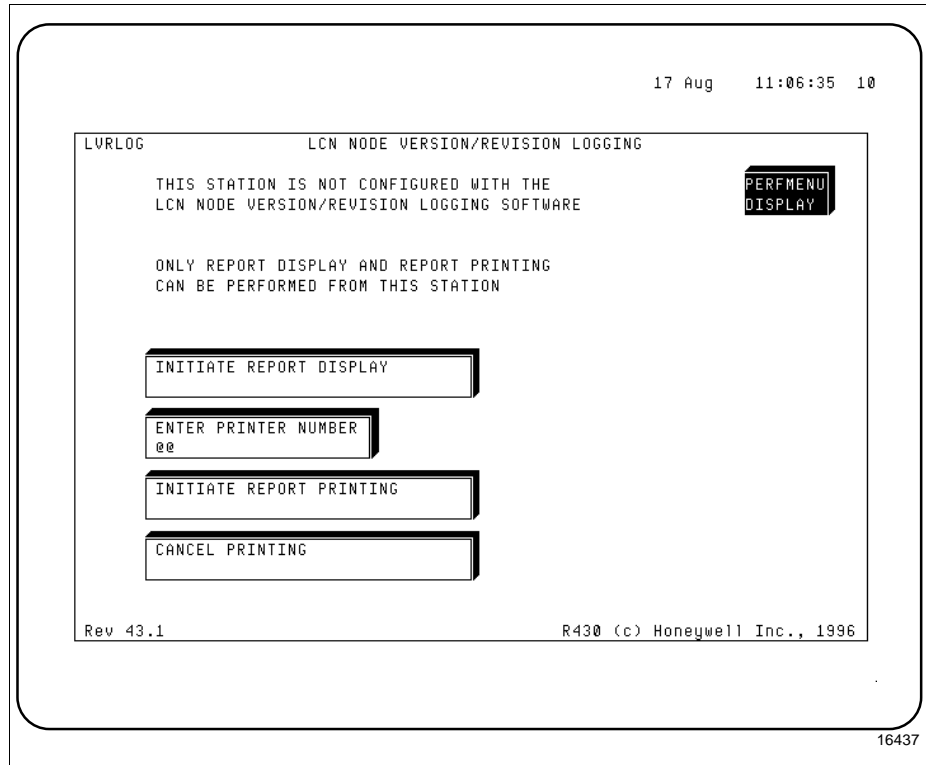 17 Aug 11:06:35 10
LVRLOG LCN NODE VERSION/REVISION LOGGING
THIS STATION IS NOT CONFIGURED WITH THE
LCN NODE VERSION/REVISION LOGGING SOFTWARE
PERFMENU
DISPLAY
ONLY REPORT DISPLAY AND REPORT PRINTING
CAN BE PERFORMED FROM THIS STATION
INITIATE REPORT DISPLAY
ENTER PRINTER NUMBER
@@
INITIATE REPORT PRINTING
CANCEL PRINTING
Rev 43.1 R430 (c) Honeywell Inc., 1996
16437